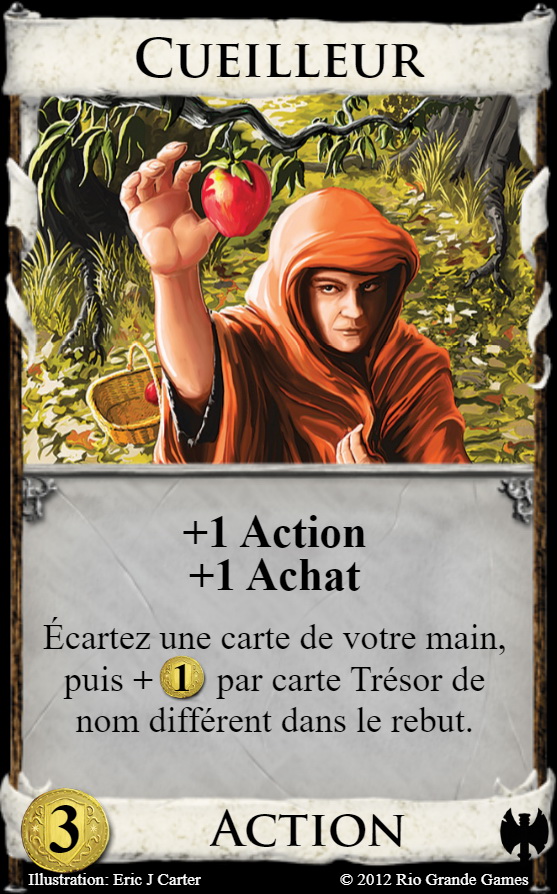 CUEILLEUR
+1 Action
+1 Achat
Écartez une carte de votre main,
puis + 1 par carte Trésor de
nom différent dans le rebut.
3 ACTION
Illustration: Eric J Carter © 2012 Rio Grande Games